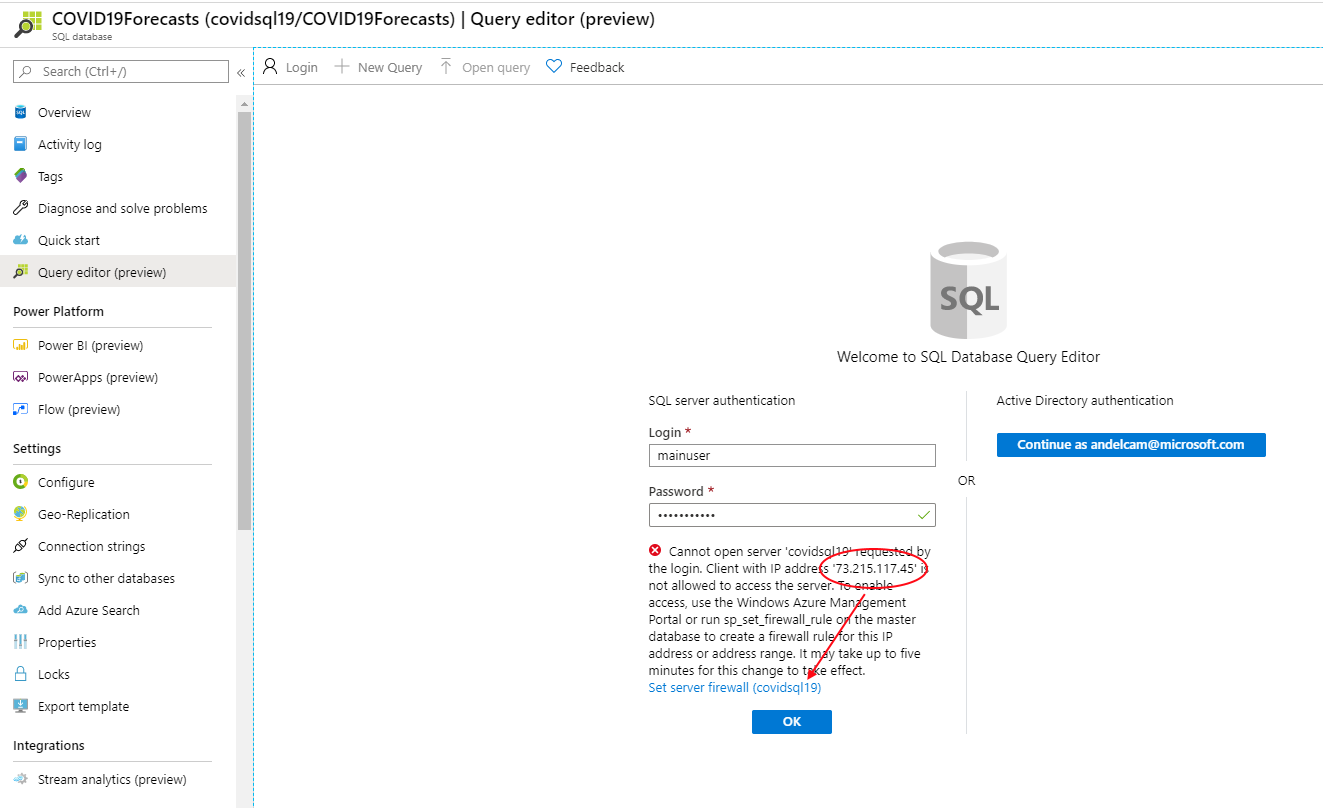 COVID19Forecasts (covidsql19/COVID19Forecasts) | Query editor (preview)
SQL database
Search (Ctrl+/)
«
Login
New Query
Open query
Feedback
Overview
Activity log
Tags
Diagnose and solve problems
Quick start
Query editor (preview)
Power Platform
Power BI (preview)
PowerApps (preview)
Flow (preview)
Settings
Configure
Geo-Replication
Connection strings
Sync to other databases
Add Azure Search
Properties
Locks
Export template
Integrations
Stream analytics (preview)
SQL
Welcome to SQL Database Query Editor
SQL server authentication
Login *
mainuser
Password *
•••••••••••
Cannot open server 'covidsql19' requested by
the login. Client with IP address '73.215.117.45' is
not allowed to access the server. To enable
access, use the Windows Azure Management
Portal or run sp_set_firewall_rule on the master
database to create a firewall rule for this IP
address or address range. It may take up to five
minutes for this change to take effect.
Set server firewall (covidsql19)
OK
OR
Active Directory authentication
Continue as andelcam@microsoft.com